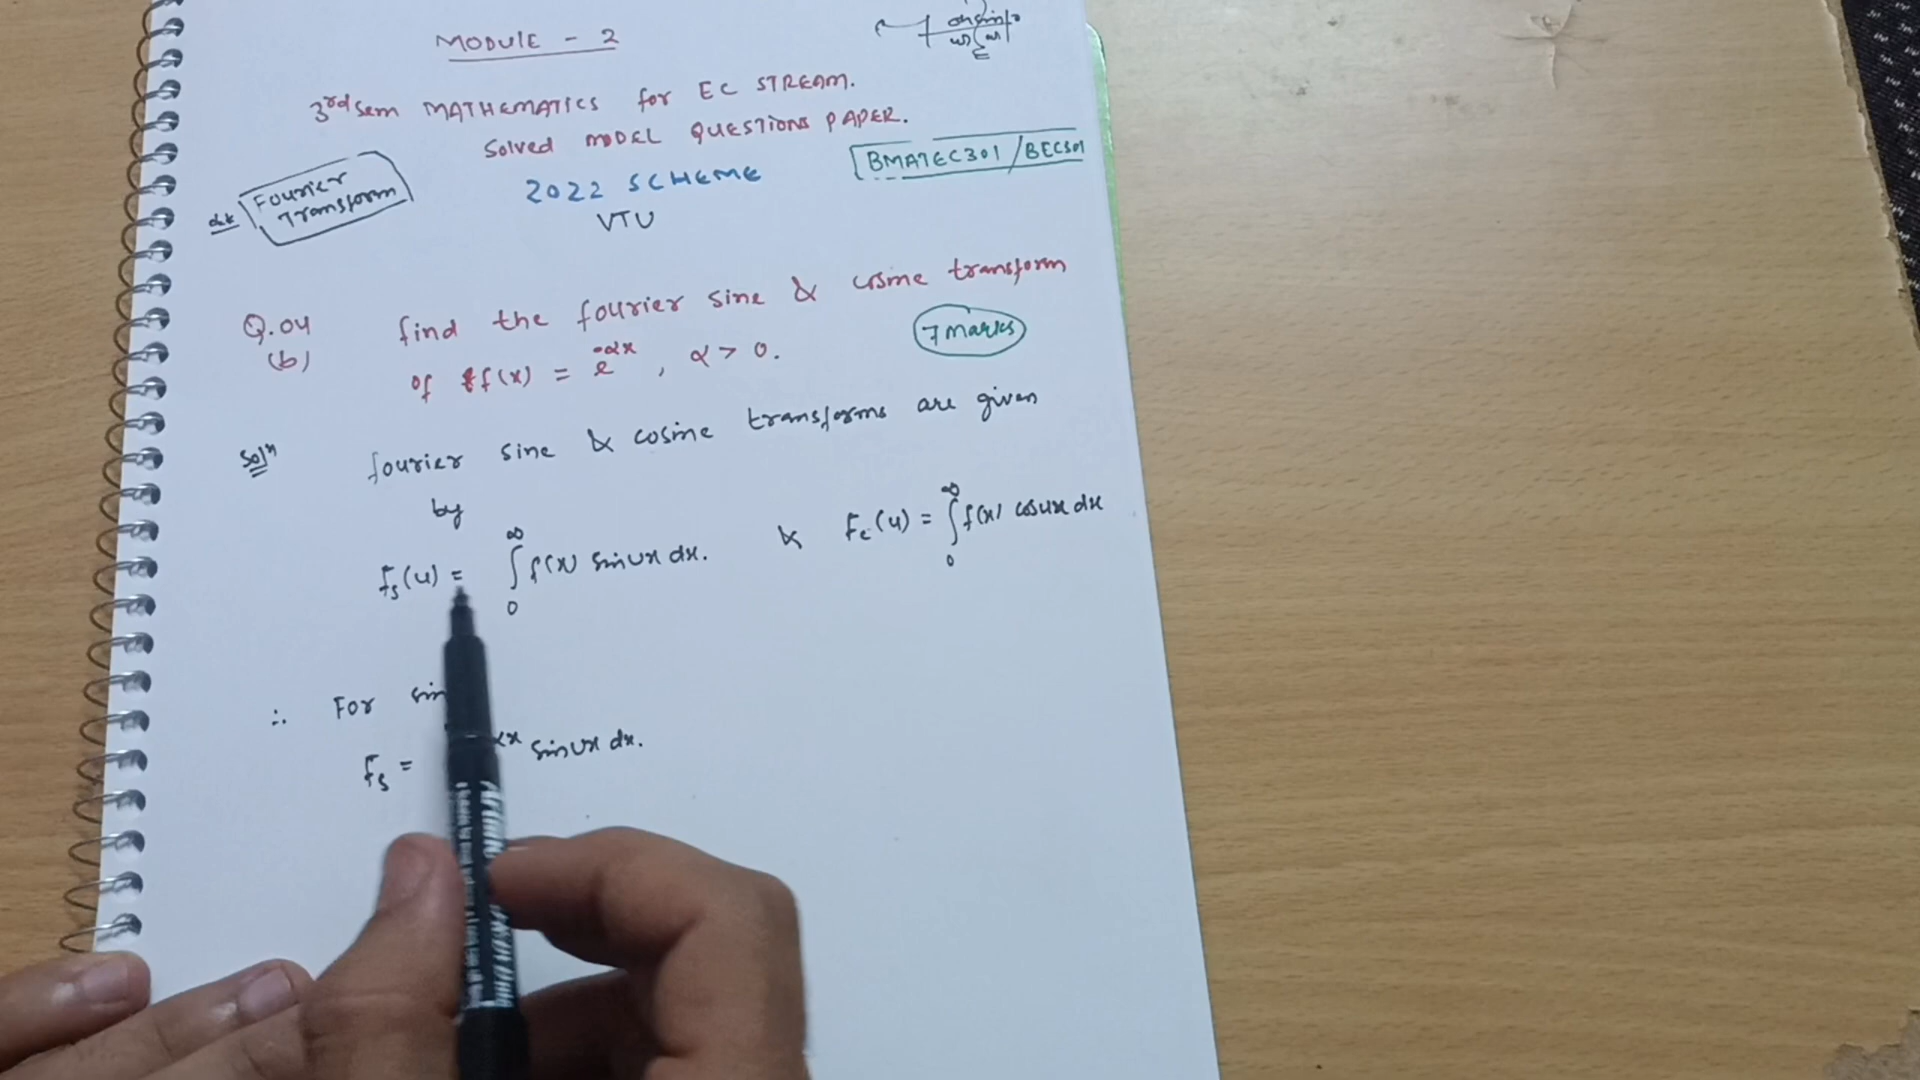 MODULE - 2
3rd sem MATHEMATICS for EC STREAM.
Solved MODEL QUESTIONS PAPER.
BMATEC301 / BEC301
2022 SCHEME
VTU
Fourier
Transform
Q.04 find the fourier sine & cosine transform
(b) of f(x) = e^-αx , α > 0.
7 Marks
Solⁿ fourier sine & cosine transforms are given
by
Fs(u) = ∫₀^∞ f(x) sinux dx. & Fc(u) = ∫₀^∞ f(x) cosux dx
∴ For
Fs = sinux dx.